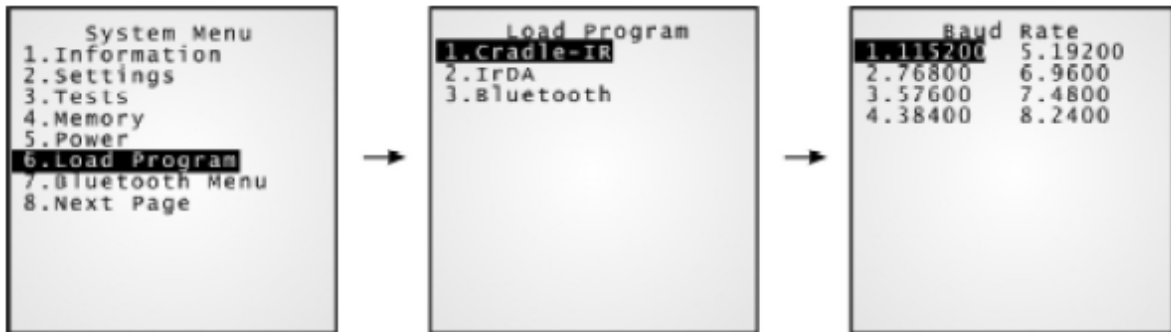 System Menu
1.Information
2.Settings
3.Tests
4.Memory
5.Power
6.Load Program
7.Bluetooth Menu
8.Next Page
Load Program
1.Cradle-IR
2.IrDA
3.Bluetooth
Baud Rate
1.115200 5.19200
2.76800 6.9600
3.57600 7.4800
4.38400 8.2400